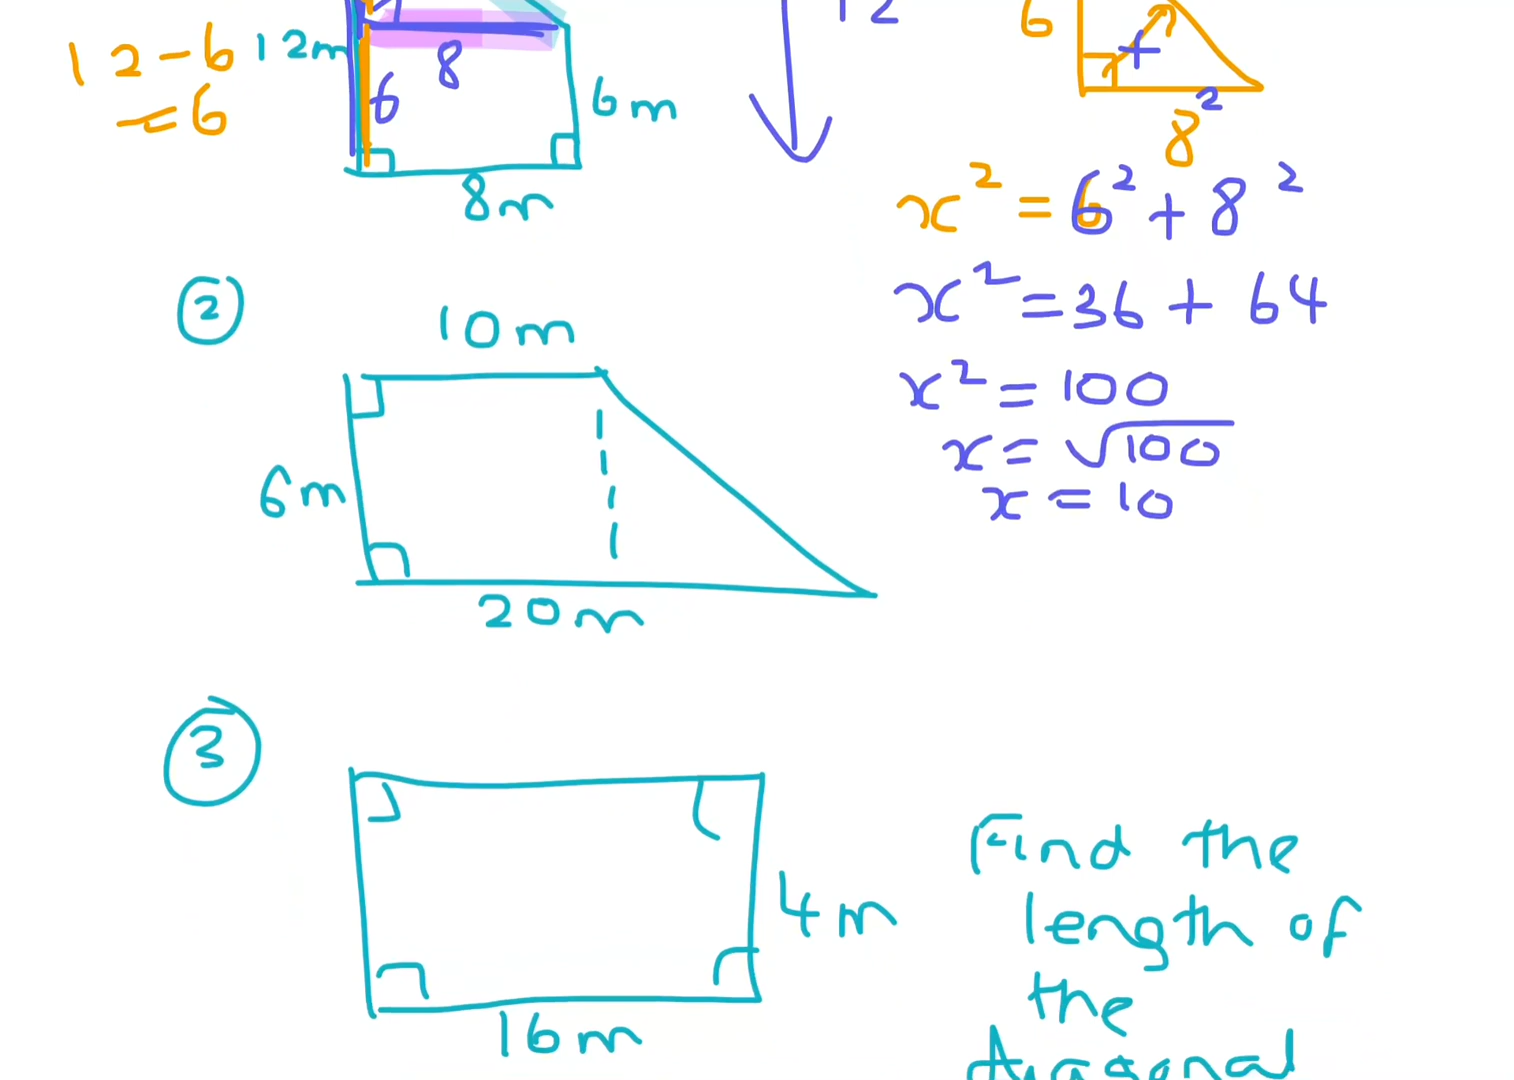 12-6
=6
12m
8
6
6m
8m
12
6
+
8²
x² = 6² + 8²
x² = 36 + 64
x² = 100
x = √100
x = 10
②
10m
6m
20m
③
4m
16m
Find the
length of
the
diagonal